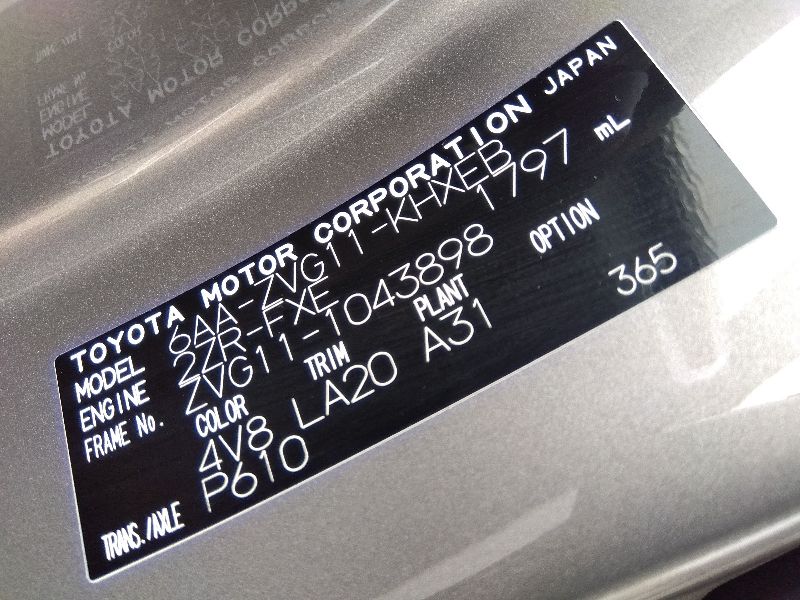 TOYOTA MOTOR CORPORATION JAPAN
MODEL 6AA-ZVG11-KHXEB
ENGINE 2ZR-FXE 1797 mL
FRAME No. ZVG11-1043898
COLOR TRIM PLANT OPTION
4V8 LA20 A31 365
TRANS./AXLE P610